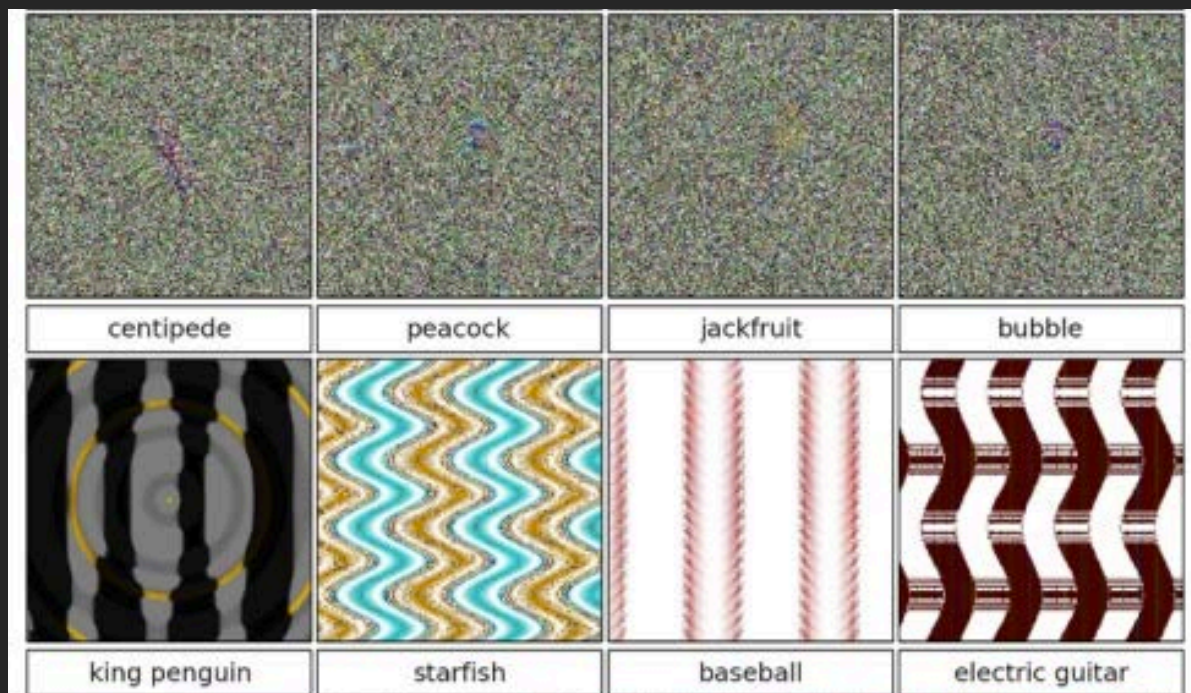 centipede
peacock
jackfruit
bubble
king penguin
starfish
baseball
electric guitar